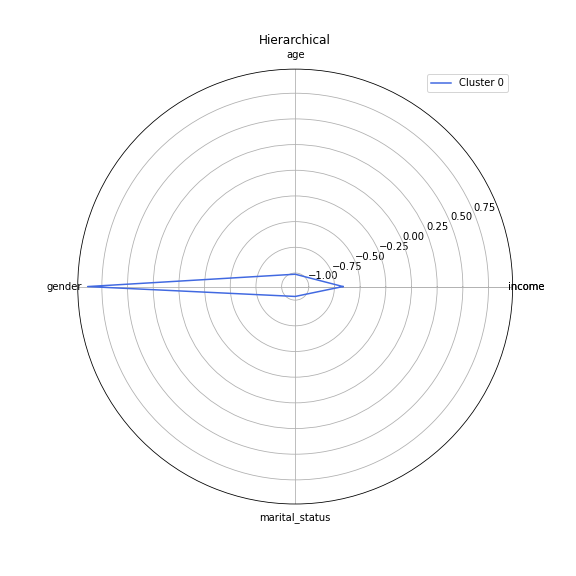 Hierarchical
age
Cluster 0
0.75
0.50
0.25
0.00
−0.25
−0.50
−0.75
−1.00
gender
income
marital_status